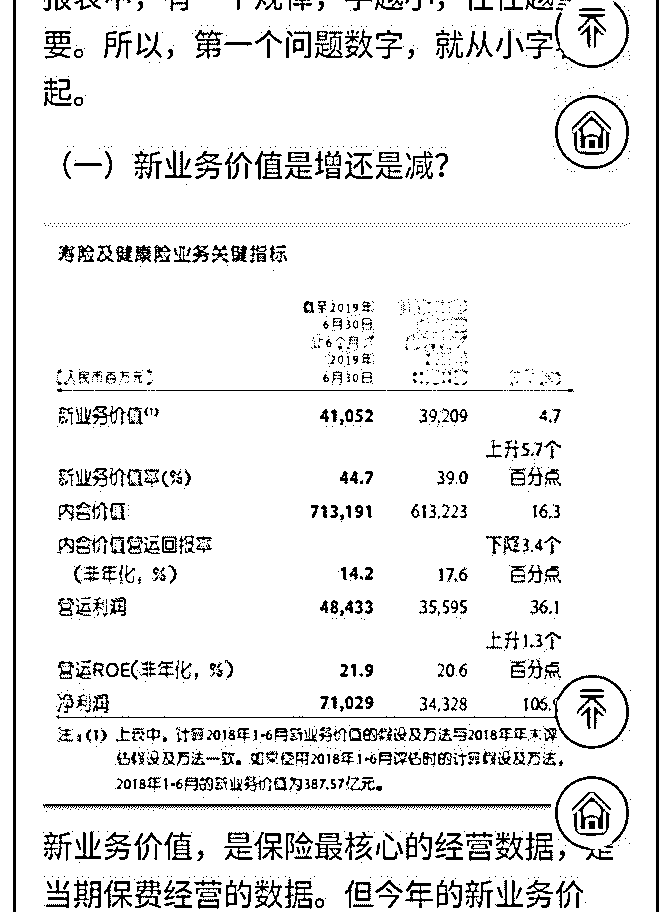 报表中，有一个规律，字越小，往往越
要。所以，第一个问题数字，就从小字
起。
（一）新业务价值是增还是减？
寿险及健康险业务关键指标
截至2019年
6月30日
止6个月/
2019年
（人民币百万元） 6月30日
新业务价值(1) 41,052 39,209 4.7
上升5.7个
新业务价值率(%) 44.7 39.0 百分点
内含价值 713,191 613,223 16.3
内含价值营运回报率 下降3.4个
（非年化，%） 14.2 17.6 百分点
营运利润 48,433 35,595 36.1
上升1.3个
营运ROE(非年化，%) 21.9 20.6 百分点
净利润 71,029 34,328 106.
注：(1) 上表中，计算2018年1-6月新业务价值的假设及方法与2018年年末评
估假设及方法一致。如果使用2018年1-6月评估时的计算假设及方法，
2018年1-6月的新业务价值为387.57亿元。
新业务价值，是保险最核心的经营数据，是
当期保费经营的数据。但今年的新业务价